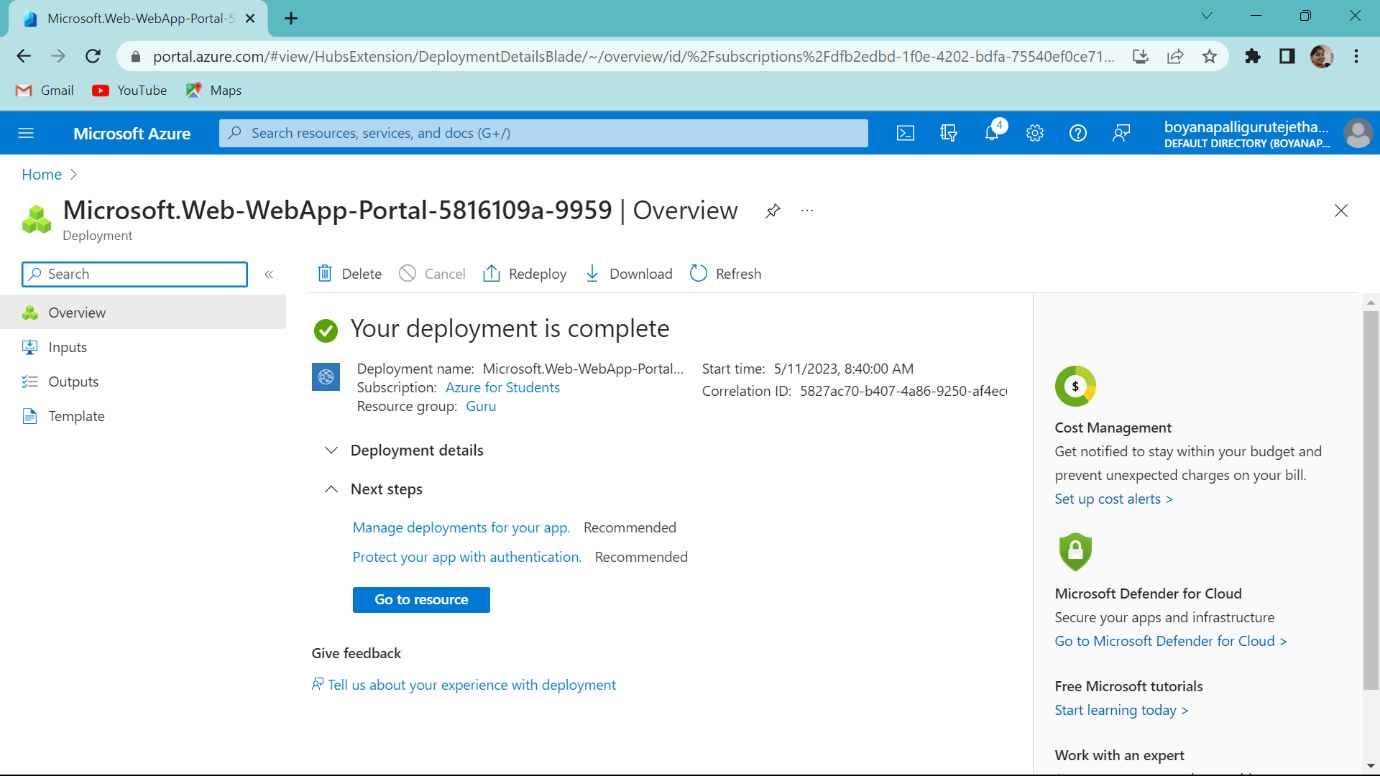 Microsoft.Web-WebApp-Portal-5
portal.azure.com/#view/HubsExtension/DeploymentDetailsBlade/~/overview/id/%2Fsubscriptions%2Fdfb2edbd-1f0e-4202-bdfa-75540ef0ce71...
Gmail YouTube Maps
Microsoft Azure
Search resources, services, and docs (G+/)
4
boyanapalligurutejetha...
DEFAULT DIRECTORY (BOYANAP...
Home >
Microsoft.Web-WebApp-Portal-5816109a-9959 | Overview ...
Deployment
Search
«
Delete Cancel Redeploy Download Refresh
Overview
Inputs
Outputs
Template
Your deployment is complete
Deployment name: Microsoft.Web-WebApp-Portal...
Subscription: Azure for Students
Resource group: Guru
Start time: 5/11/2023, 8:40:00 AM
Correlation ID: 5827ac70-b407-4a86-9250-af4ec
Deployment details
Next steps
Manage deployments for your app. Recommended
Protect your app with authentication. Recommended
Go to resource
Give feedback
Tell us about your experience with deployment
$
Cost Management
Get notified to stay within your budget and
prevent unexpected charges on your bill.
Set up cost alerts >
Microsoft Defender for Cloud
Secure your apps and infrastructure
Go to Microsoft Defender for Cloud >
Free Microsoft tutorials
Start learning today >
Work with an expert